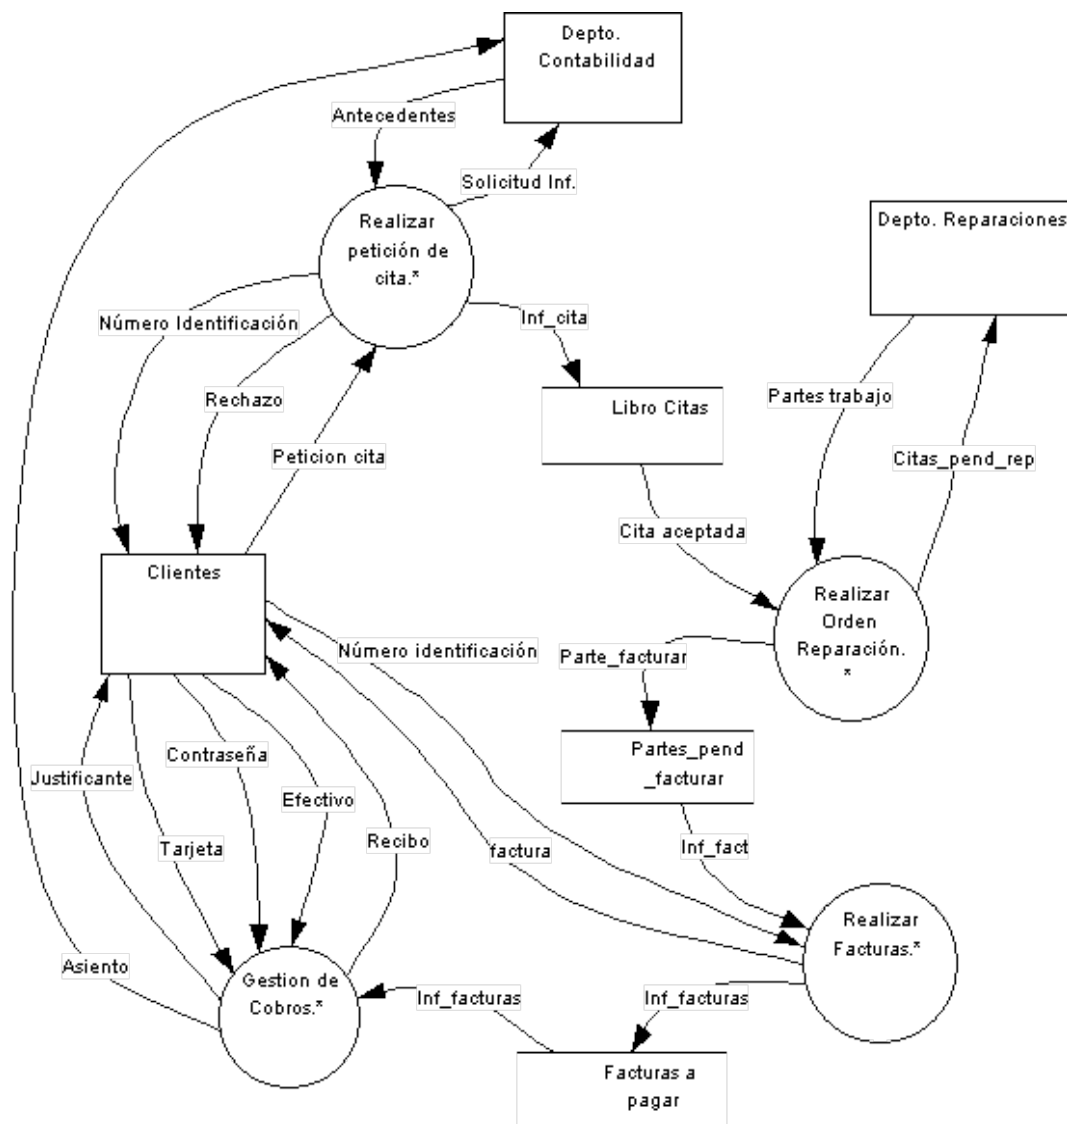 Depto.
Contabilidad
Antecedentes
Solicitud Inf.
Realizar
petición de
cita.*
Depto. Reparaciones
Número Identificación
Inf_cita
Rechazo
Partes trabajo
Libro Citas
Peticion cita
Citas_pend_rep
Cita aceptada
Clientes
Realizar
Orden
Reparación.
*
Número identificación
Parte_facturar
Contraseña
Partes_pend
_facturar
Justificante
Efectivo
Recibo
factura
Inf_fact
Tarjeta
Realizar
Facturas.*
Asiento
Gestion de
Cobros.*
Inf_facturas
Inf_facturas
Facturas a
pagar